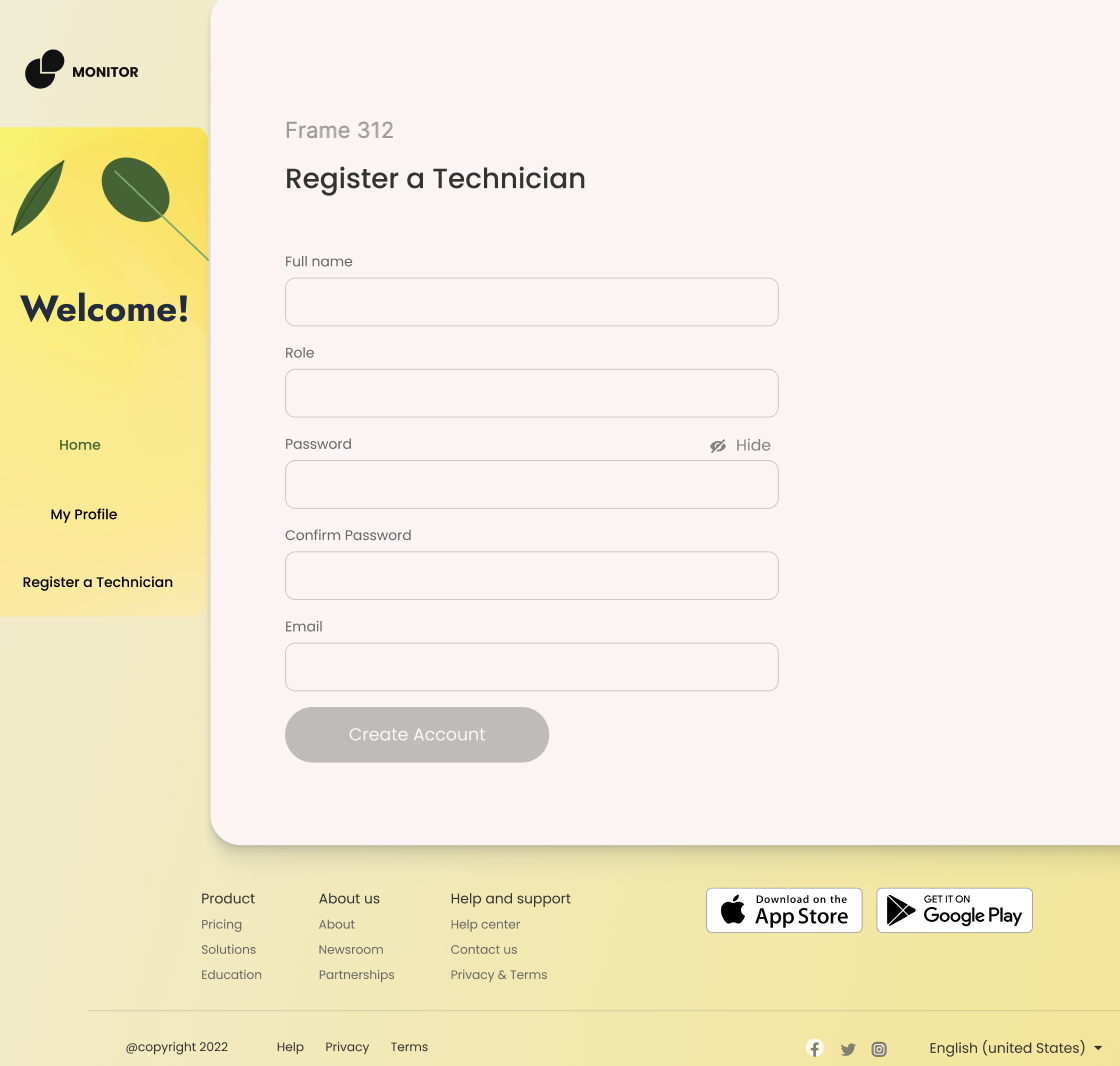 MONITOR
Welcome!
Home
My Profile
Register a Technician
Frame 312
Register a Technician
Full name
Role
Password
Hide
Confirm Password
Email
Create Account
Product
Pricing
Solutions
Education
About us
About
Newsroom
Partnerships
Help and support
Help center
Contact us
Privacy & Terms
Download on the
App Store
GET IT ON
Google Play
@copyright 2022
Help
Privacy
Terms
English (united States)